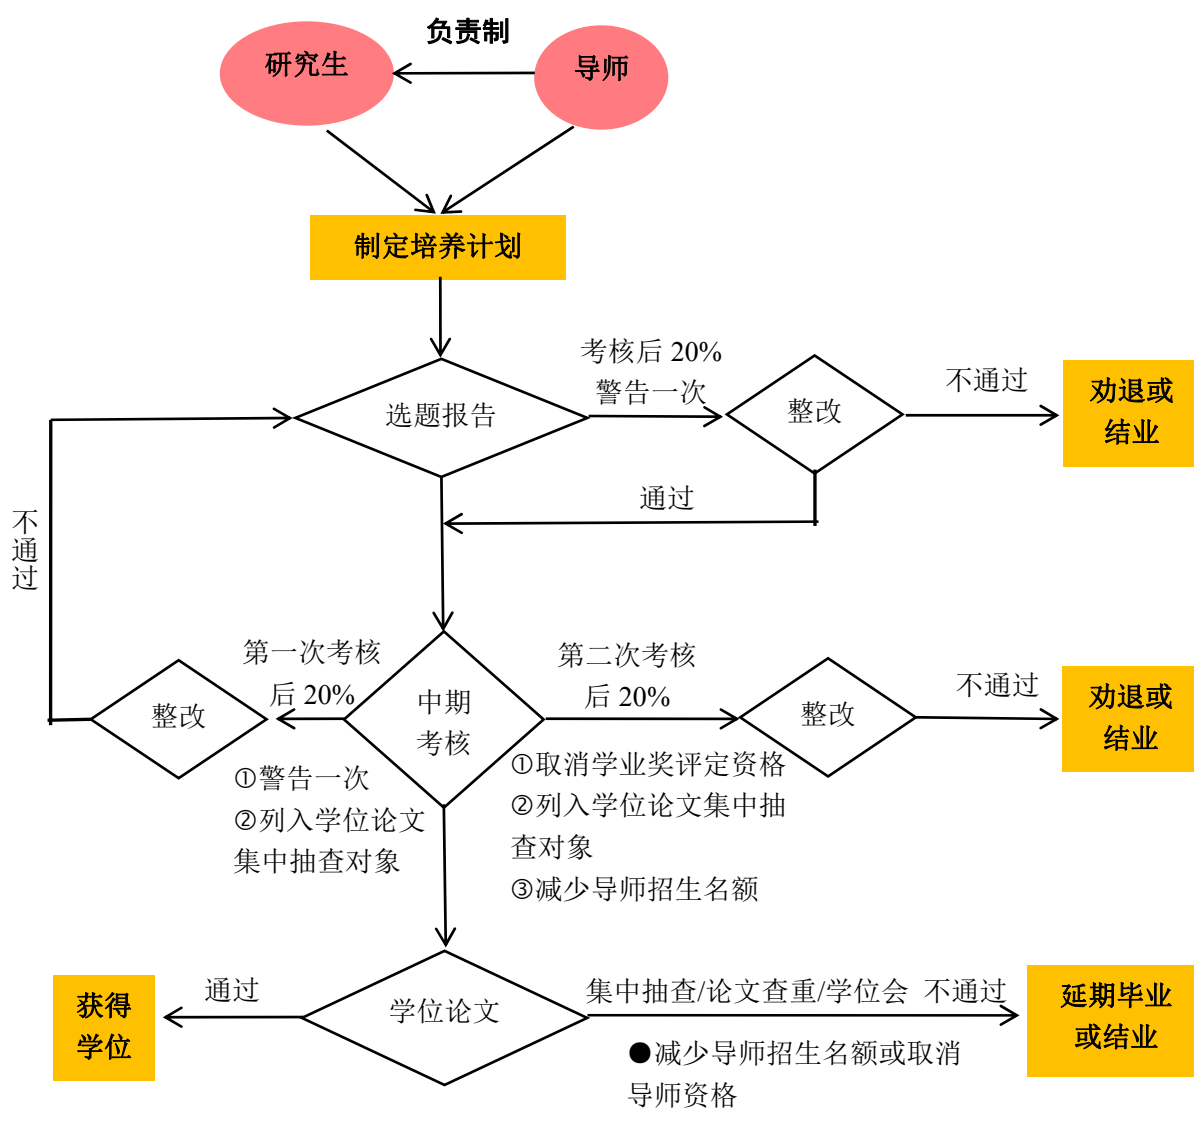 负责制
研究生
导师
制定培养计划
考核后 20%
警告一次
选题报告
整改
不通过
劝退或
结业
通过
不通过
第一次考核
后 20%
整改
中期
考核
第二次考核
后 20%
整改
不通过
劝退或
结业
①警告一次
②列入学位论文
集中抽查对象
①取消学业奖评定资格
②列入学位论文集中抽
查对象
③减少导师招生名额
获得
学位
通过
学位论文
集中抽查/论文查重/学位会 不通过
●减少导师招生名额或取消
导师资格
延期毕业
或结业